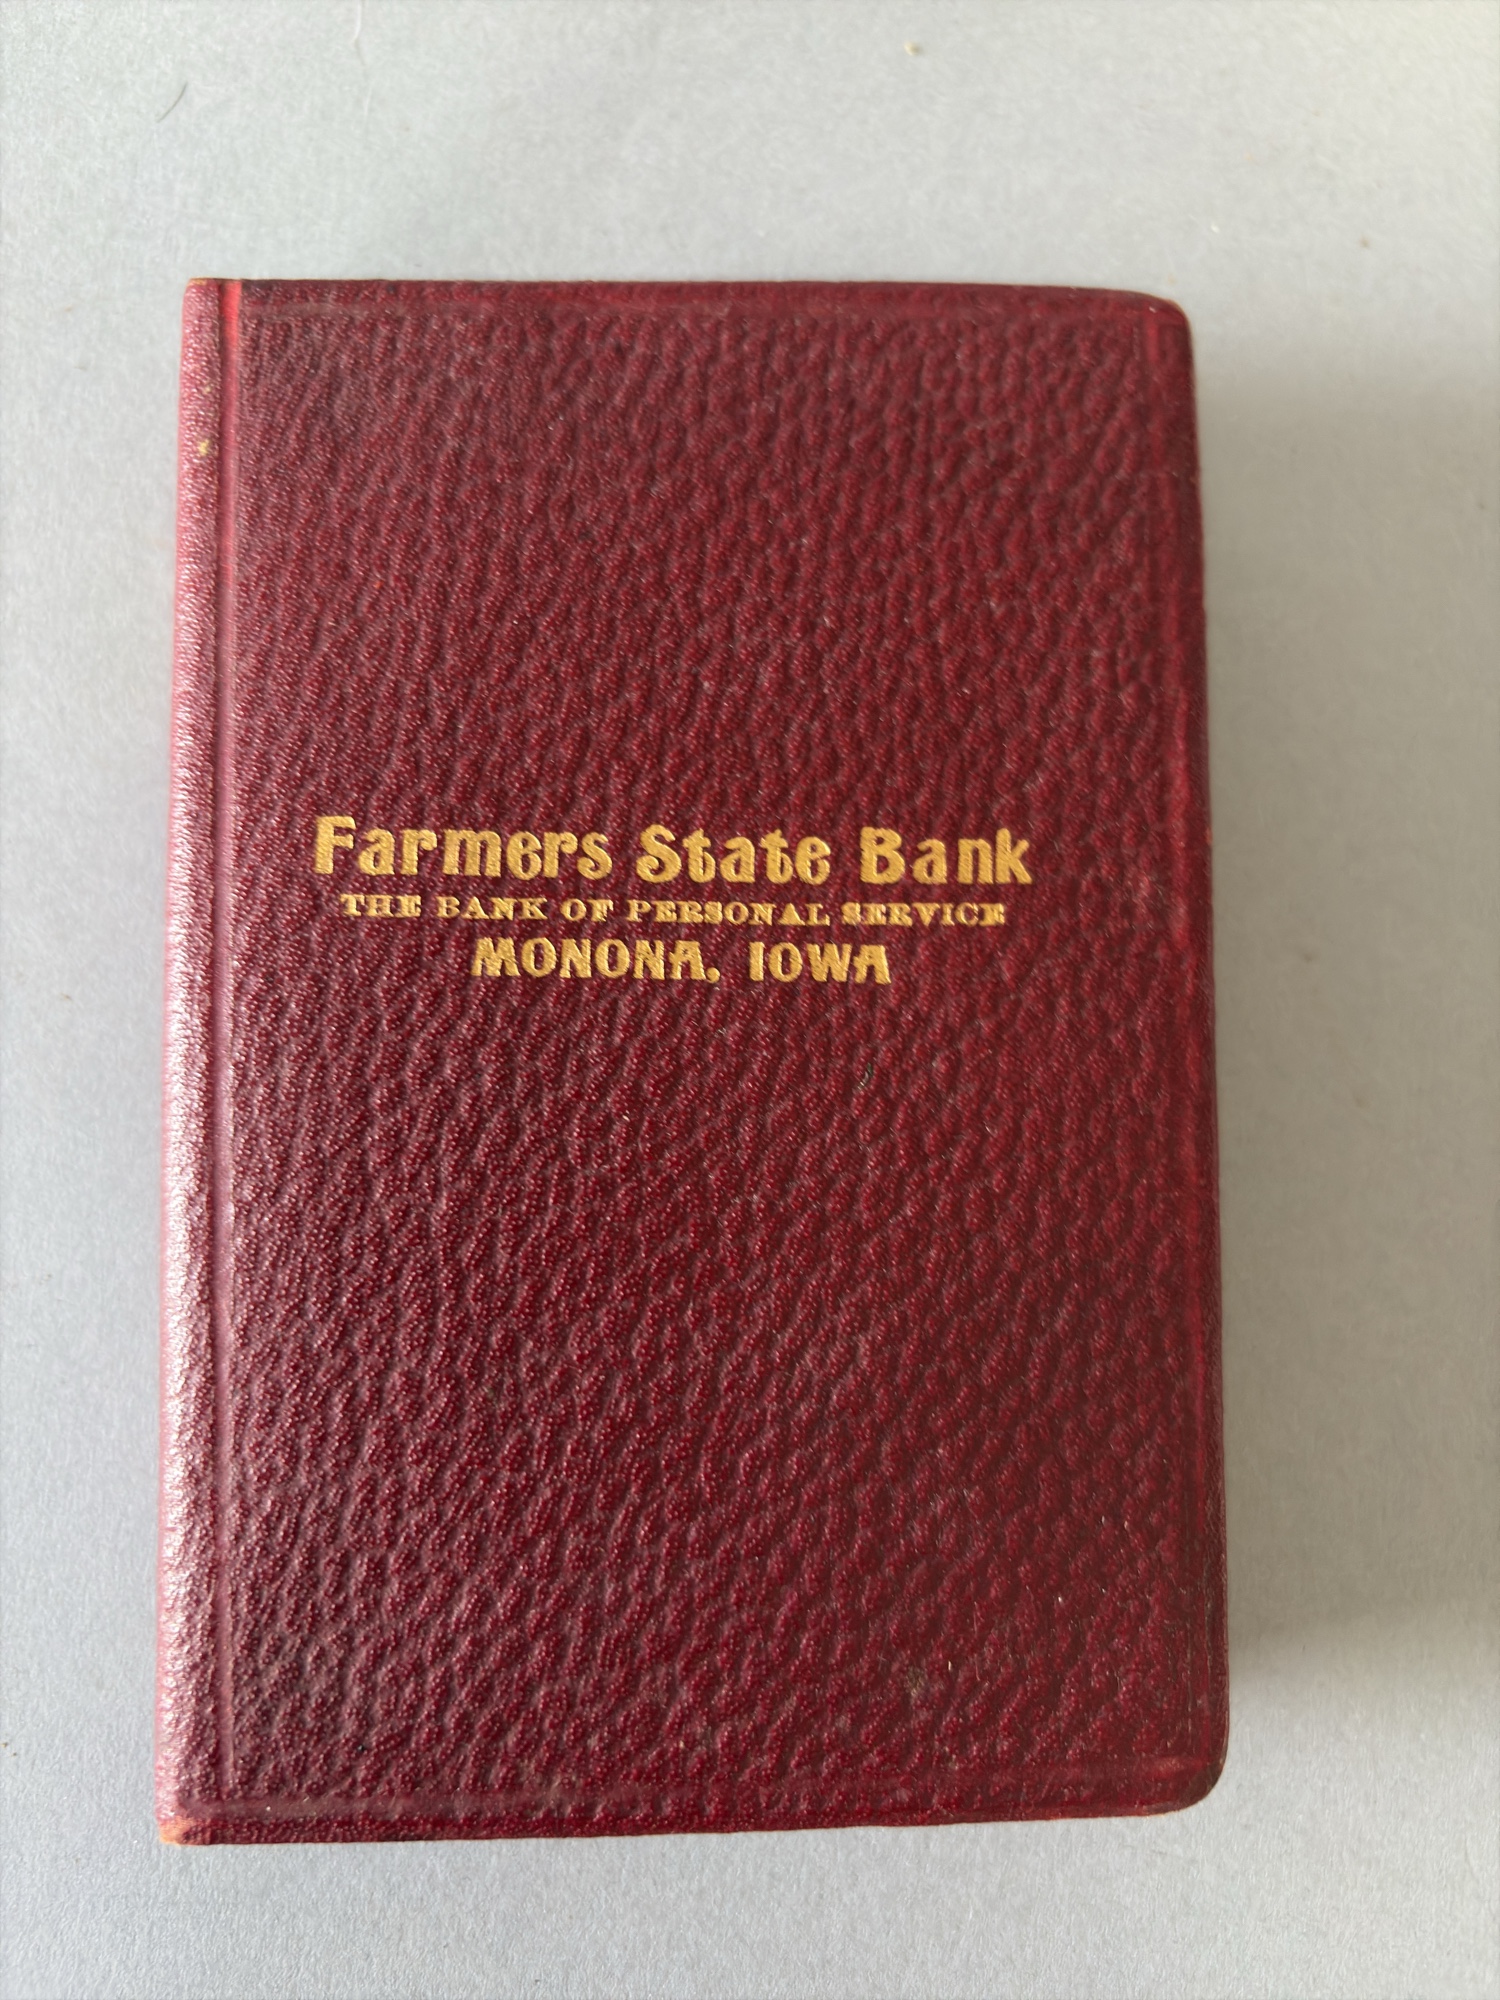 Farmers State Bank
THE BANK OF PERSONAL SERVICE
MONONA, IOWA